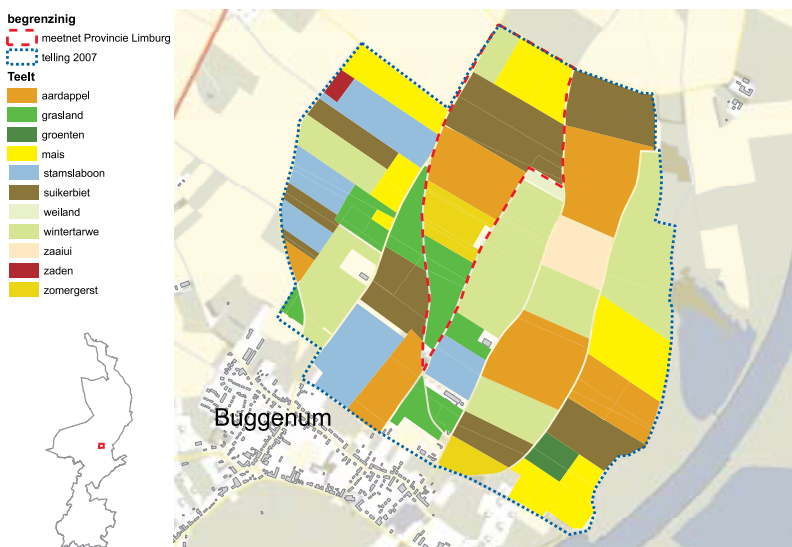 begrenzinig
meetnet Provincie Limburg
telling 2007
Teelt
aardappel
grasland
groenten
mais
stamslaboon
suikerbiet
weiland
wintertarwe
zaaiui
zaden
zomergerst
Buggenum